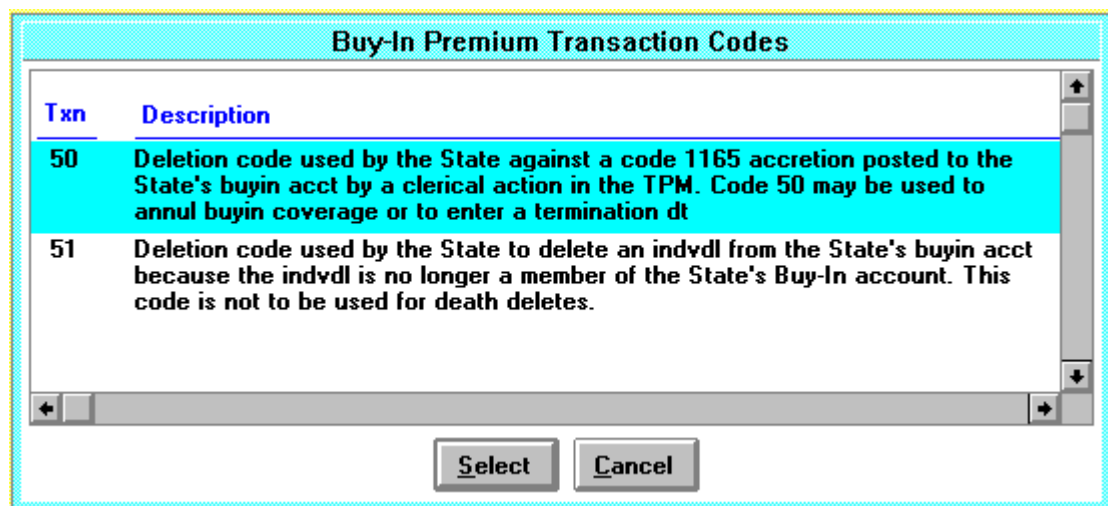 Buy-In Premium Transaction Codes
Txn Description
50 Deletion code used by the State against a code 1165 accretion posted to the
State's buyin acct by a clerical action in the TPM. Code 50 may be used to
annul buyin coverage or to enter a termination dt
51 Deletion code used by the State to delete an indvdl from the State's buyin acct
because the indvdl is no longer a member of the State's Buy-In account. This
code is not to be used for death deletes.
Select Cancel